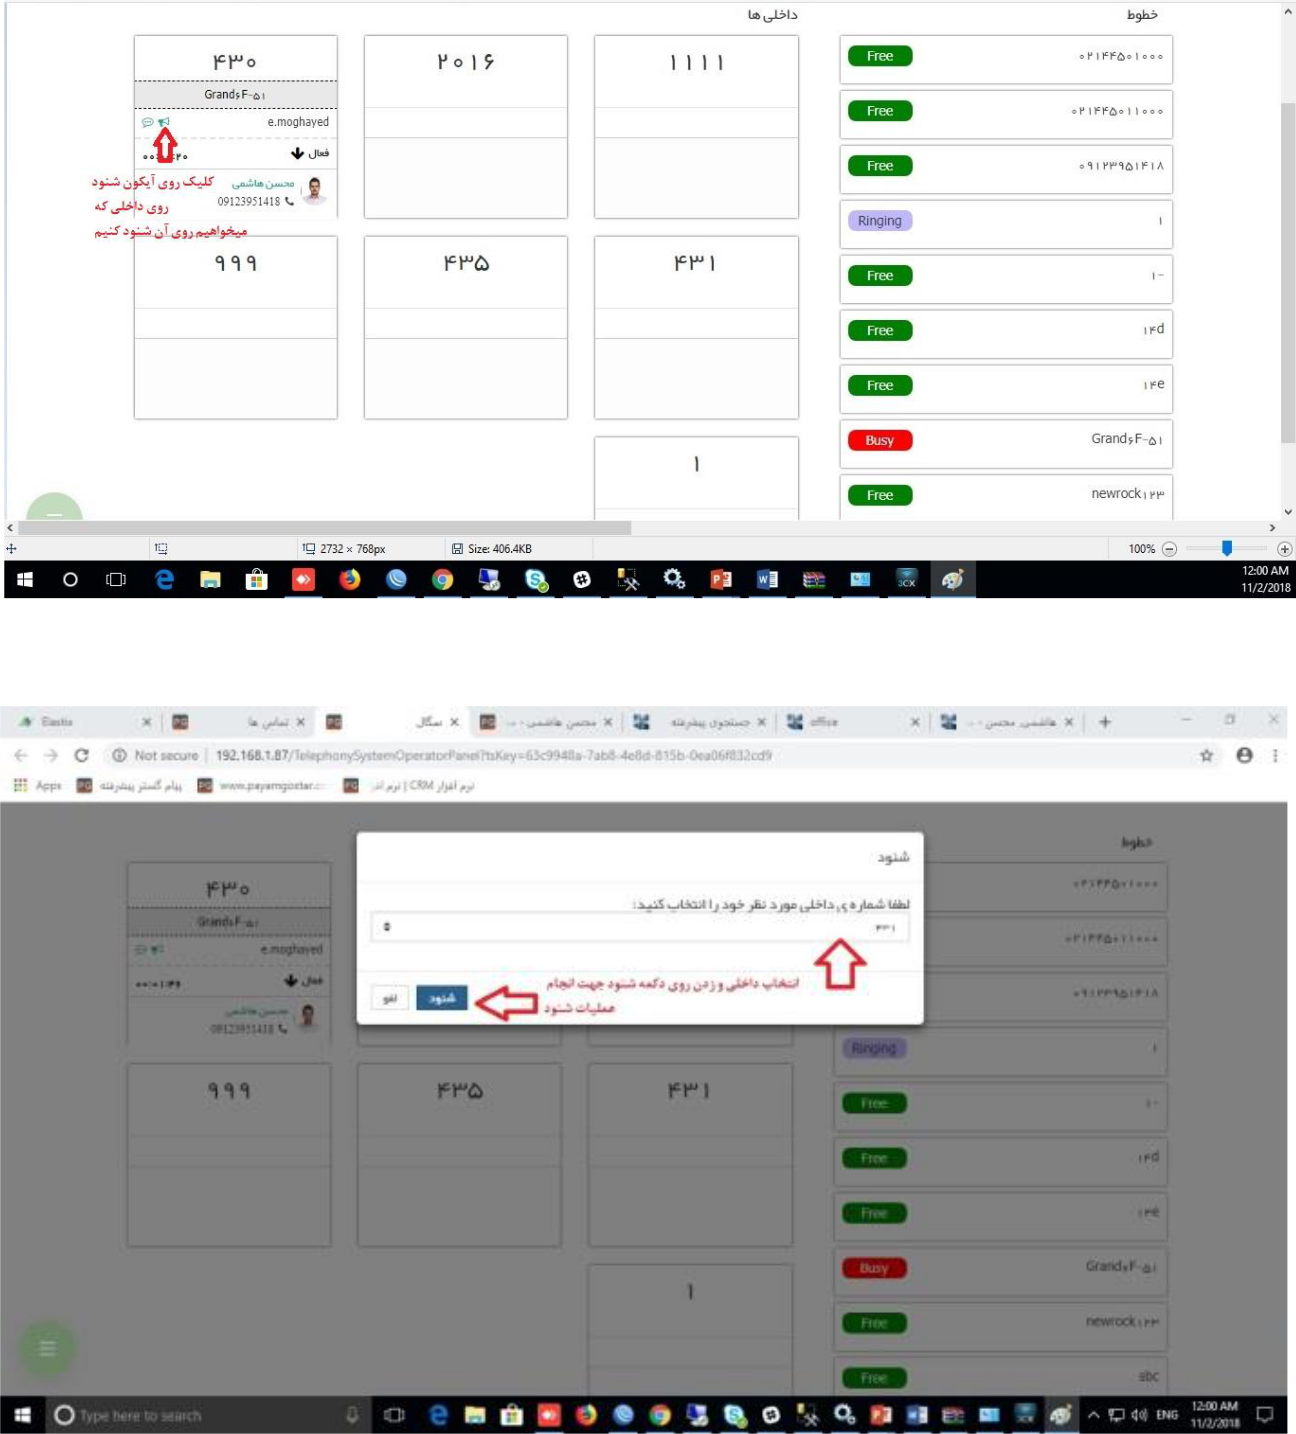 داخلی ها
خطوط
۴۳۰
۲۰۱۶
۱۱۱۱
Free
۰۲۱۴۴۵۰۱۰۰۰
Grand۶F-۵۱
Free
۰۲۱۴۴۵۰۱۱۰۰۰
e.moghayed
فعال
Free
۰۹۱۲۳۹۵۱۴۱۸
کلیک روی آیکون شنود
روی داخلی که
میخواهیم روی آن شنود کنیم
محسن هاشمی
09123951418
Ringing
۱
۹۹۹
۴۳۵
۴۳۱
Free
۱-
Free
۱۴d
Free
۱۴e
Busy
Grand۶F-۵۱
۱
Free
newrock۱۲۳
2732 × 768px
Size: 406.4KB
100%
12:00 AM
11/2/2018
Elastix
تماس ها
سگال
محسن هاشمی - ...
جستجوی پیشرفته
office
هاشمی, محسن - ...
Not secure
192.168.1.87/TelephonySystemOperatorPanel?tsKey=63c9948a-7ab8-4e8d-815b-0ea06f832cd9
Apps
پیام گستر پیشرفته
www.payamgostar.c
نرم افزار CRM | نرم افز
شنود
خطوط
لطفا شماره ی داخلی مورد نظر خود را انتخاب کنید:
۴۳۱
انتخاب داخلی و زدن روی دکمه شنود جهت انجام
عملیات شنود
شنود
لغو
۴۳۰
Grand۶F-۵۱
e.moghayed
فعال
۰۰:۰۱:۴۹
محسن هاشمی
09123951418
۰۲۱۴۴۵۰۱۰۰۰
۰۲۱۴۴۵۰۱۱۰۰۰
۰۹۱۲۳۹۵۱۴۱۸
Ringing
۱
۹۹۹
۴۳۵
۴۳۱
Free
۱-
Free
۱۴d
Free
۱۴e
Busy
Grand۶F-۵۱
۱
Free
newrock۱۲۳
Free
abc
Type here to search
ENG
12:00 AM
11/2/2018